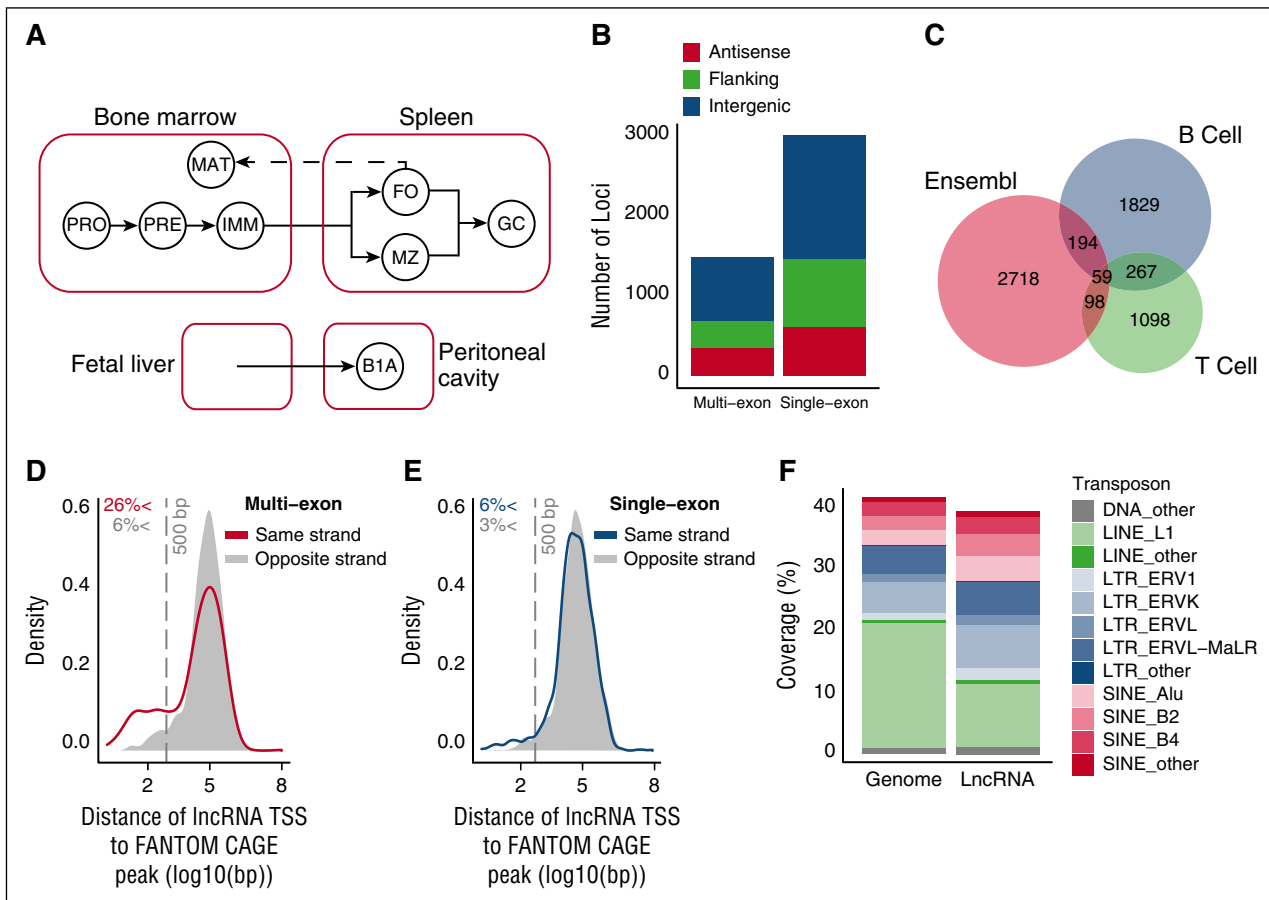 A
Bone marrow
Spleen
MAT
FO
PRO
PRE
IMM
GC
MZ
Fetal liver
B1A
Peritoneal
cavity
B
Antisense
Flanking
Intergenic
Number of Loci
3000
2000
1000
0
Multi−exon
Single−exon
C
B Cell
Ensembl
1829
194
2718
59
267
98
1098
T Cell
D
26%<
6%<
500 bp
Multi−exon
Same strand
Opposite strand
Density
0.6
0.4
0.2
0.0
2
5
8
Distance of lncRNA TSS
to FANTOM CAGE
peak (log10(bp))
E
6%<
3%<
500 bp
Single−exon
Same strand
Opposite strand
Density
0.6
0.4
0.2
0.0
2
5
8
Distance of lncRNA TSS
to FANTOM CAGE
peak (log10(bp))
F
Coverage (%)
40
30
20
10
0
Genome
LncRNA
Transposon
DNA_other
LINE_L1
LINE_other
LTR_ERV1
LTR_ERVK
LTR_ERVL
LTR_ERVL−MaLR
LTR_other
SINE_Alu
SINE_B2
SINE_B4
SINE_other